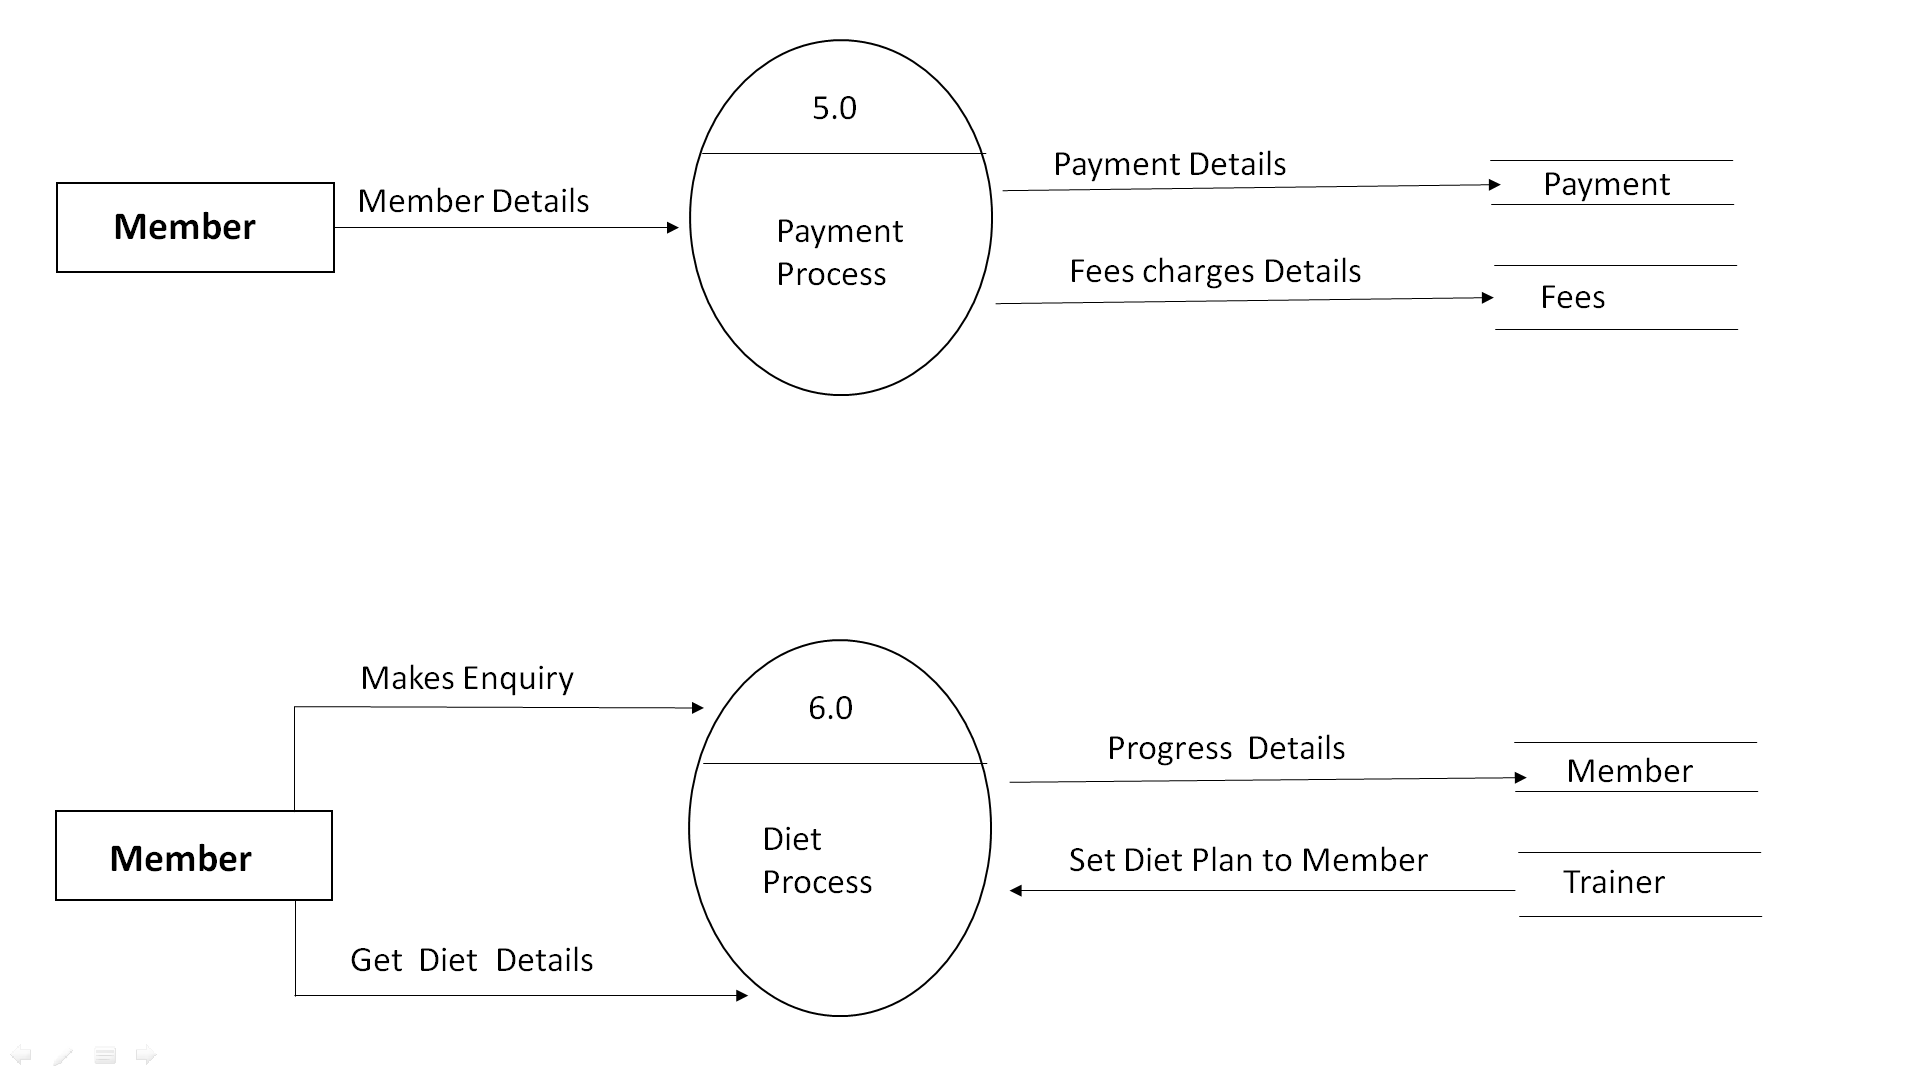 5.0
Member
Member Details
Payment
Process
Payment Details
Payment
Fees charges Details
Fees
Makes Enquiry
6.0
Member
Get Diet Details
Diet
Process
Progress Details
Member
Set Diet Plan to Member
Trainer